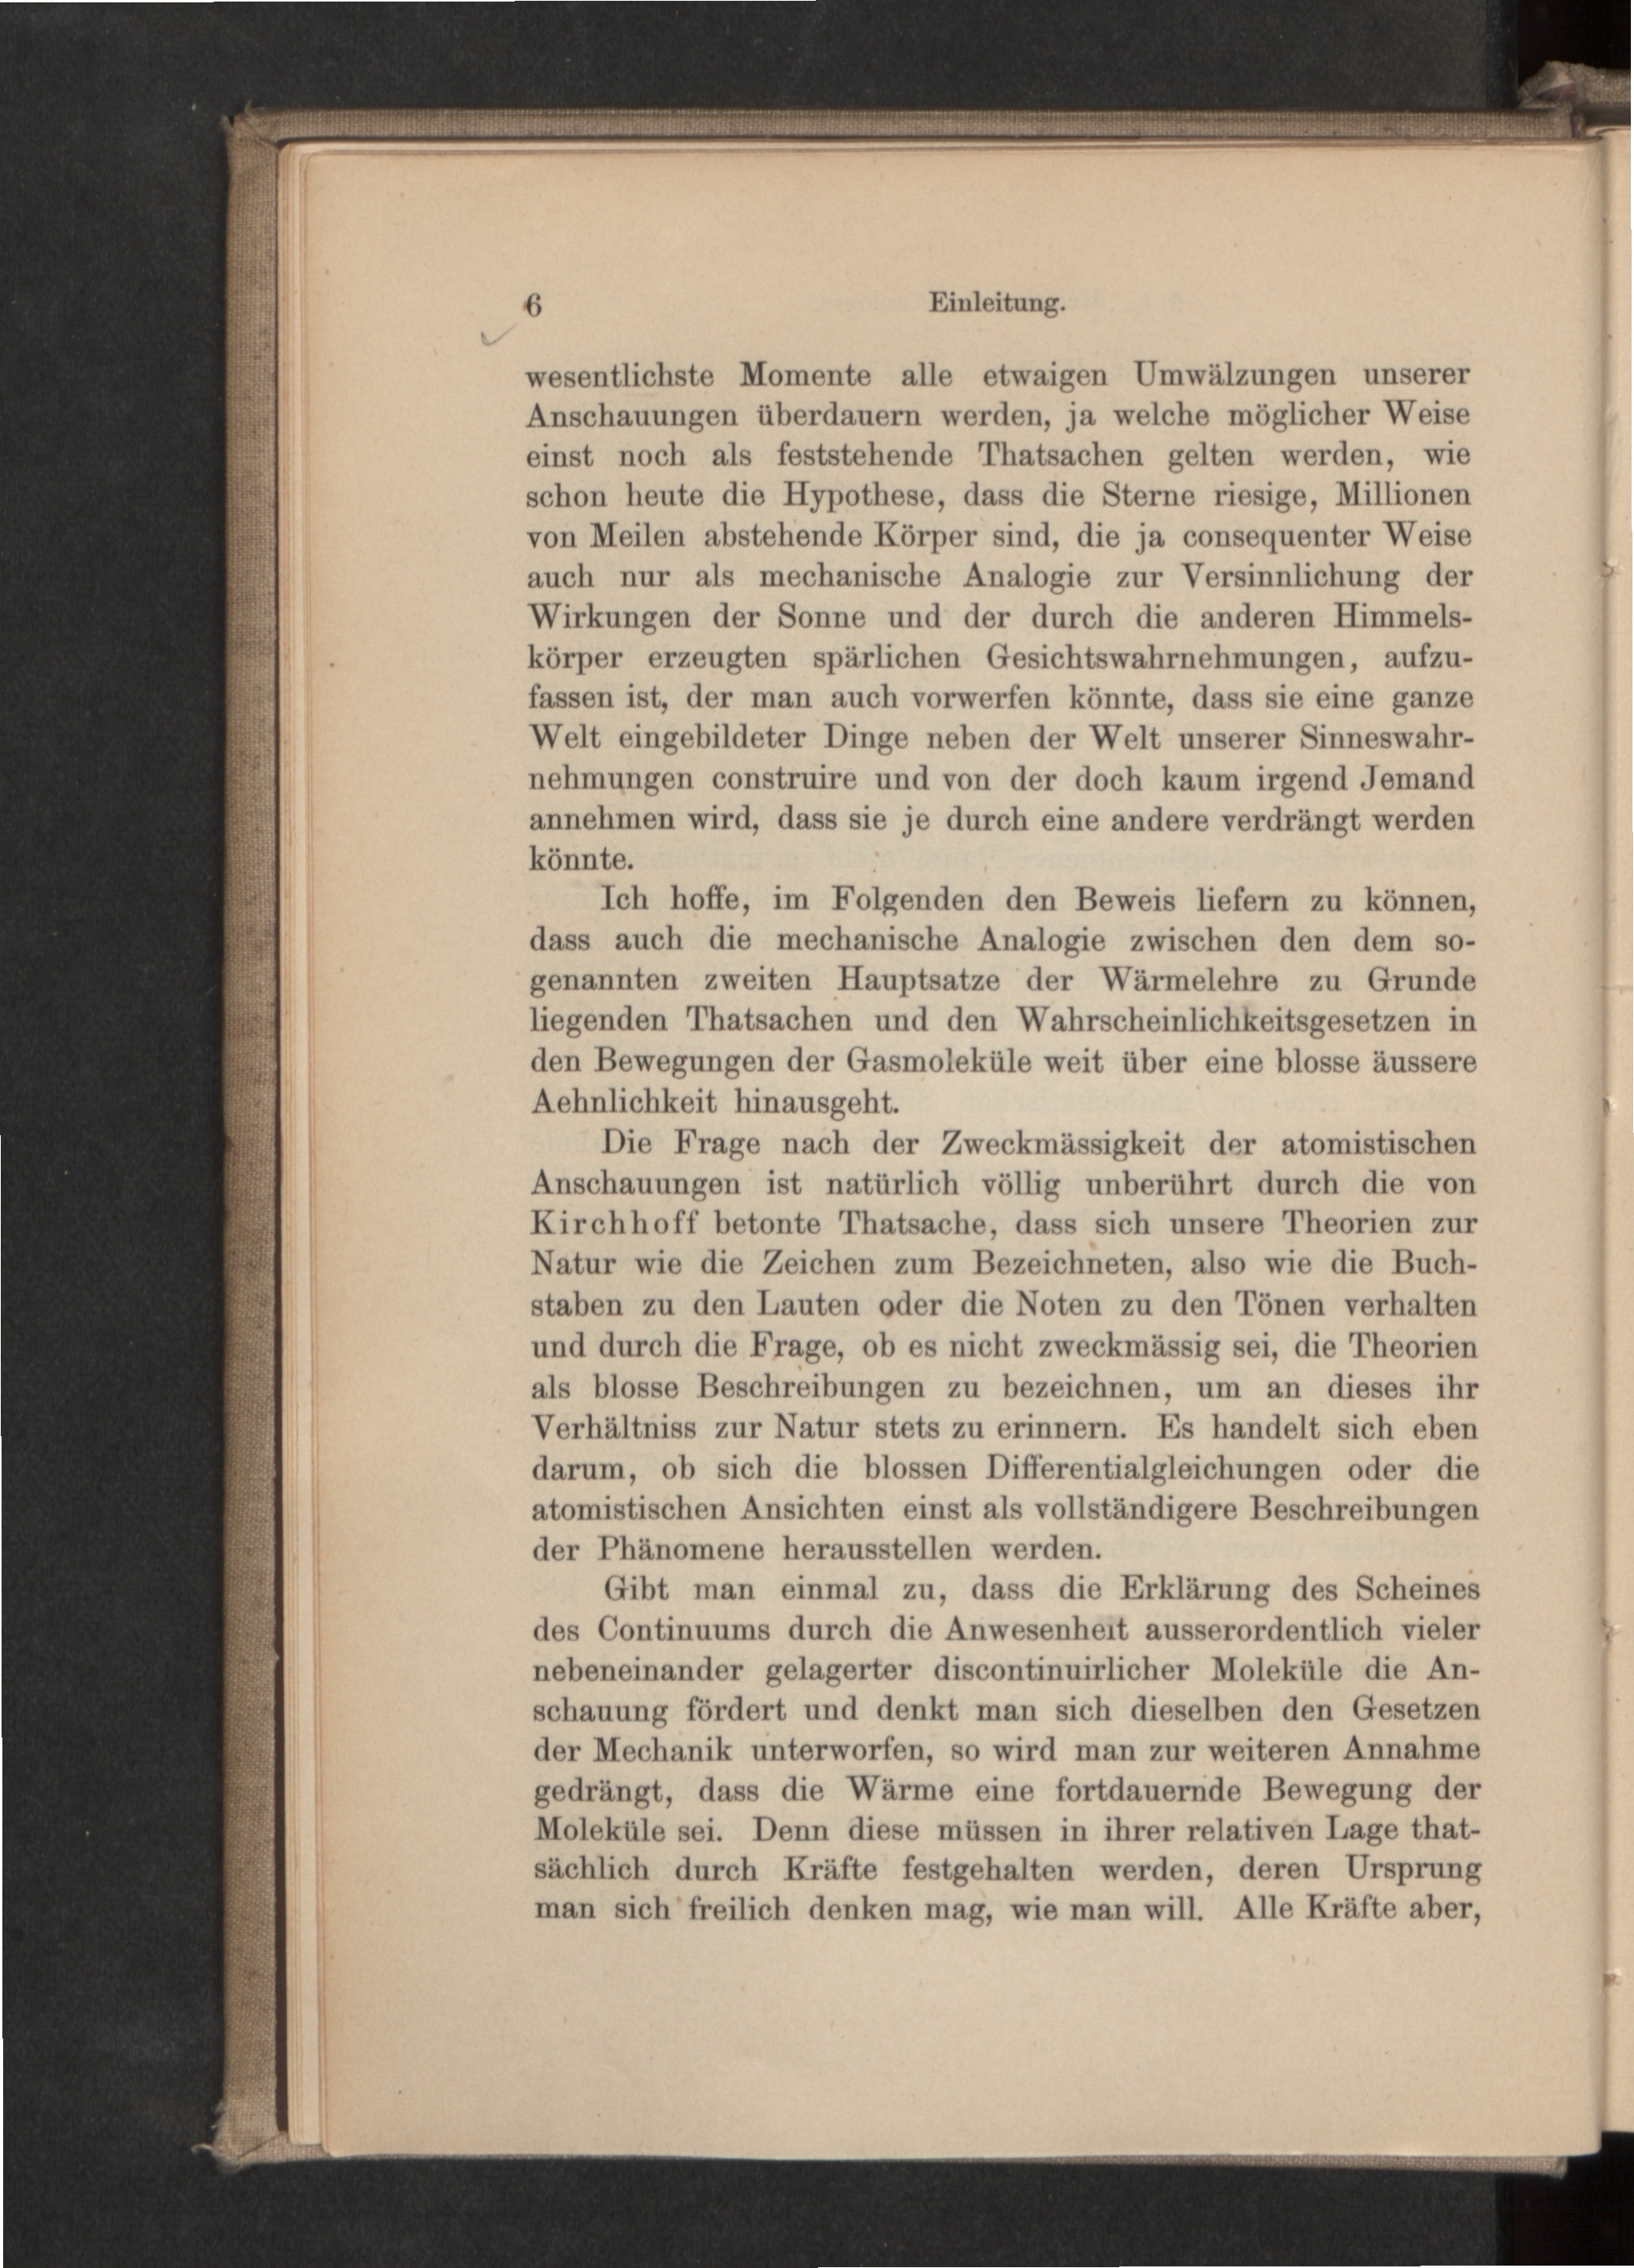 6 Einleitung.
wesentlichste Momente alle etwaigen Umwälzungen unserer
Anschauungen überdauern werden, ja welche möglicher Weise
einst noch als feststehende Thatsachen gelten werden, wie
schon heute die Hypothese, dass die Sterne riesige, Millionen
von Meilen abstehende Körper sind, die ja consequenter Weise
auch nur als mechanische Analogie zur Versinnlichung der
Wirkungen der Sonne und der durch die anderen Himmels-
körper erzeugten spärlichen Gesichtswahrnehmungen, aufzu-
fassen ist, der man auch vorwerfen könnte, dass sie eine ganze
Welt eingebildeter Dinge neben der Welt unserer Sinneswahr-
nehmungen construire und von der doch kaum irgend Jemand
annehmen wird, dass sie je durch eine andere verdrängt werden
könnte.
Ich hoffe, im Folgenden den Beweis liefern zu können,
dass auch die mechanische Analogie zwischen den dem so-
genannten zweiten Hauptsatze der Wärmelehre zu Grunde
liegenden Thatsachen und den Wahrscheinlichkeitsgesetzen in
den Bewegungen der Gasmoleküle weit über eine blosse äussere
Aehnlichkeit hinausgeht.
Die Frage nach der Zweckmässigkeit der atomistischen
Anschauungen ist natürlich völlig unberührt durch die von
Kirchhoff betonte Thatsache, dass sich unsere Theorien zur
Natur wie die Zeichen zum Bezeichneten, also wie die Buch-
staben zu den Lauten oder die Noten zu den Tönen verhalten
und durch die Frage, ob es nicht zweckmässig sei, die Theorien
als blosse Beschreibungen zu bezeichnen, um an dieses ihr
Verhältniss zur Natur stets zu erinnern. Es handelt sich eben
darum, ob sich die blossen Differentialgleichungen oder die
atomistischen Ansichten einst als vollständigere Beschreibungen
der Phänomene herausstellen werden.
Gibt man einmal zu, dass die Erklärung des Scheines
des Continuums durch die Anwesenheit ausserordentlich vieler
nebeneinander gelagerter discontinuirlicher Moleküle die An-
schauung fördert und denkt man sich dieselben den Gesetzen
der Mechanik unterworfen, so wird man zur weiteren Annahme
gedrängt, dass die Wärme eine fortdauernde Bewegung der
Moleküle sei. Denn diese müssen in ihrer relativen Lage that-
sächlich durch Kräfte festgehalten werden, deren Ursprung
man sich freilich denken mag, wie man will. Alle Kräfte aber,